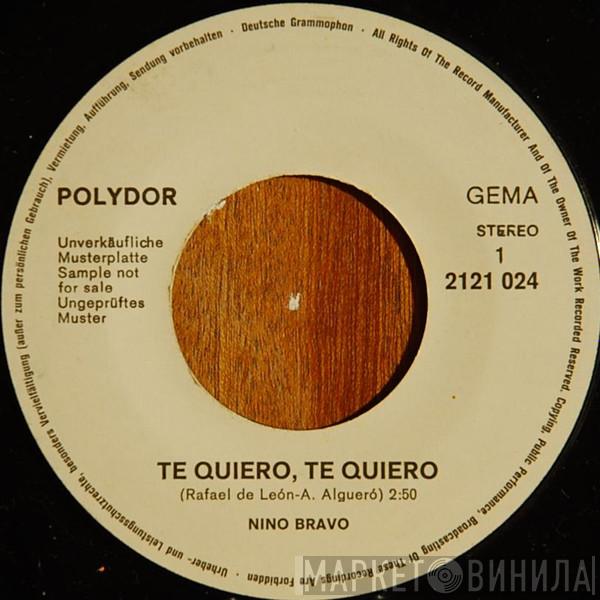 Urheber- und Leistungsschutzrechte, besonders Vervielfältigung (außer zum persönlichen Gebrauch), Vermietung, Aufführung, Sendung vorbehalten · Deutsche Grammophon · All Rights Of The Record Manufacturer And Of The Owner Of The Work Recorded Reserved. Copying, Public Performance, Broadcasting Of These Recordings Are Forbidden ·
POLYDOR
GEMA
Unverkäufliche
Musterplatte
Sample not
for sale
Ungeprüftes
Muster
STEREO
1
2121 024
TE QUIERO, TE QUIERO
(Rafael de León-A. Algueró) 2:50
NINO BRAVO
МАРКЕТ ВИНИЛА